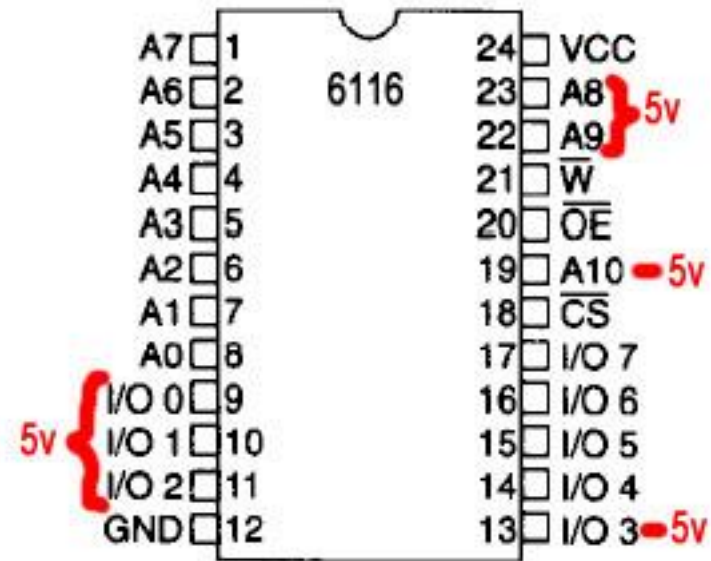 A7 1 24 VCC
A6 2 6116 23 A8
5v
A5 3 22 A9
A4 4 21 W̅
A3 5 20 O̅E̅
A2 6 19 A10 5v
A1 7 18 C̅S̅
A0 8 17 I/O 7
I/O 0 9 16 I/O 6
5v I/O 1 10 15 I/O 5
I/O 2 11 14 I/O 4
GND 12 13 I/O 3 5v